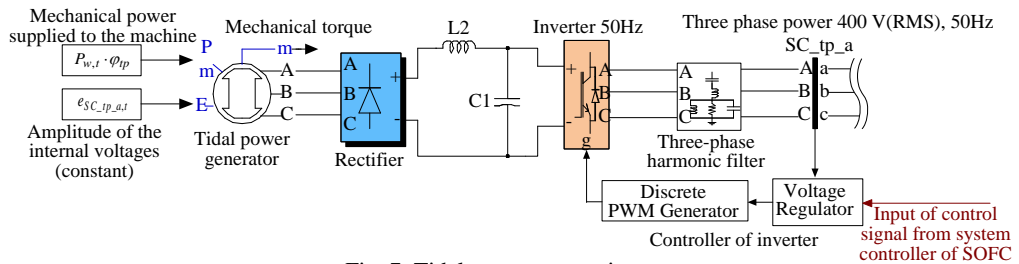 Mechanical power
supplied to the machine
P_{w,t} · φ_{tp}
e_{SC_tp_a,t}
Amplitude of the
internal voltages
(constant)
Mechanical torque
P
m
m
E
A
B
C
Tidal power
generator
A
B
C
+
-
Rectifier
L2
C1
Inverter 50Hz
+
-
A
B
C
g
A
B
C
Three-phase
harmonic filter
Three phase power 400 V(RMS), 50Hz
SC_tp_a
A
B
C
a
b
c
Discrete
PWM Generator
Voltage
Regulator
Controller of inverter
Input of control
signal from system
controller of SOFC